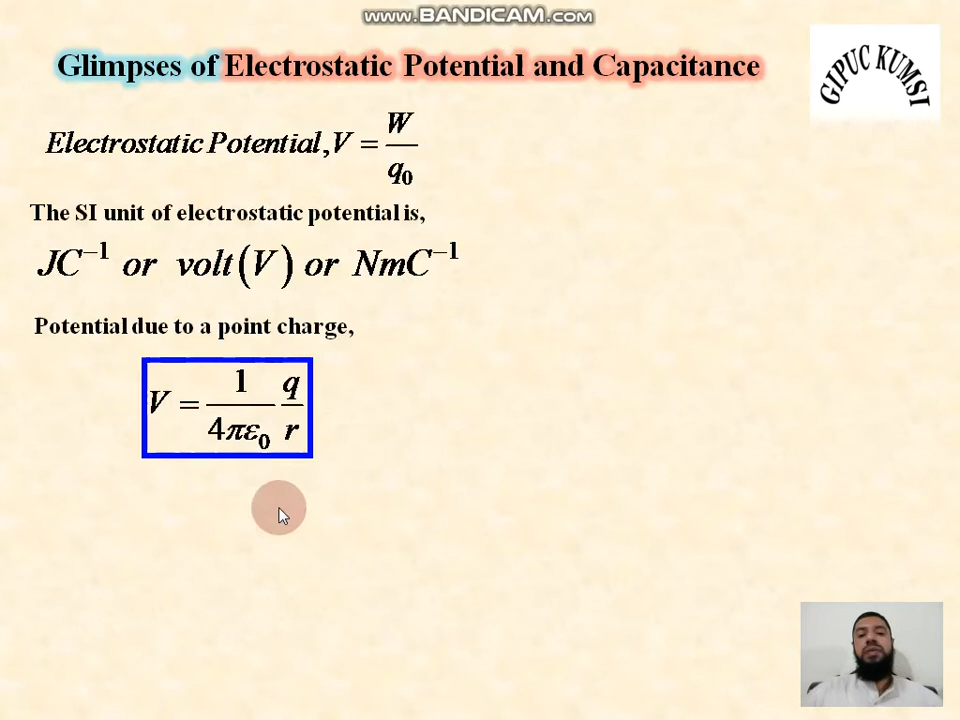 WWW.BANDICAM.COM
Glimpses of Electrostatic Potential and Capacitance
GIPUC KUMSI
Electrostatic Potential, V = W/q₀
The SI unit of electrostatic potential is,
JC⁻¹ or volt(V) or NmC⁻¹
Potential due to a point charge,
V = 1/4πε₀ q/r